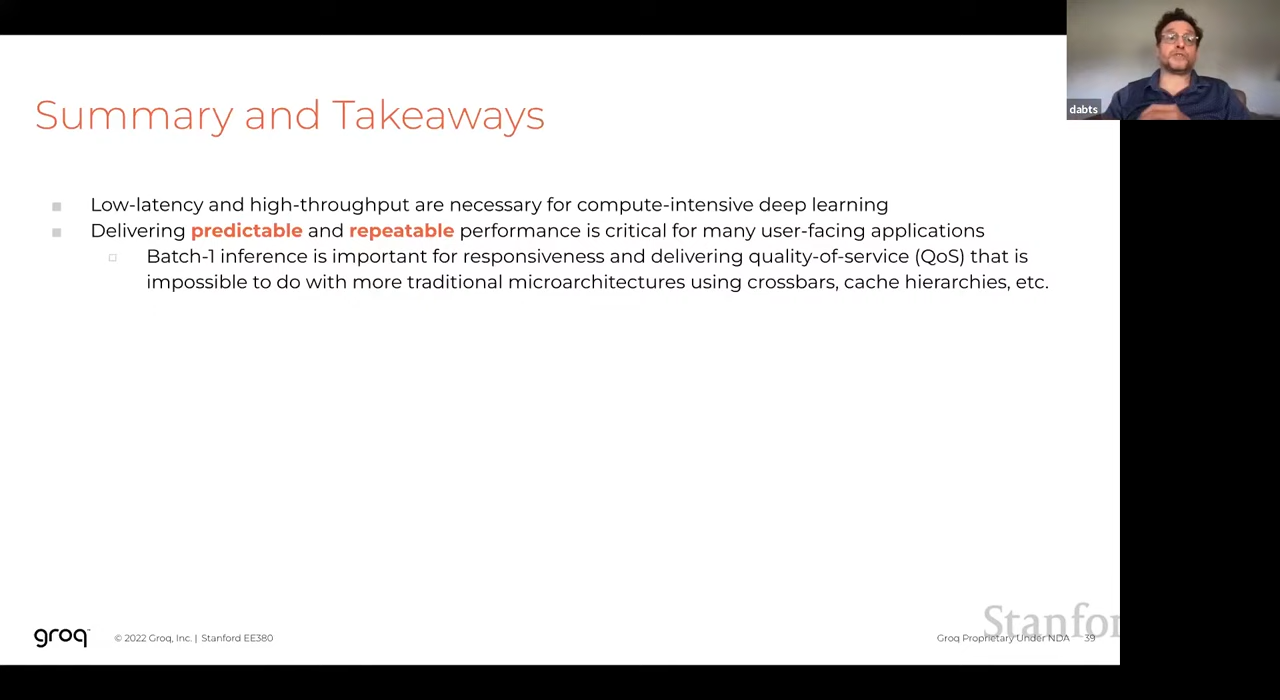 dabts
Summary and Takeaways
Low-latency and high-throughput are necessary for compute-intensive deep learning
Delivering predictable and repeatable performance is critical for many user-facing applications
Batch-1 inference is important for responsiveness and delivering quality-of-service (QoS) that is
impossible to do with more traditional microarchitectures using crossbars, cache hierarchies, etc.
Stanfor
groq™ © 2022 Groq, Inc. | Stanford EE380 Groq Proprietary Under NDA 39